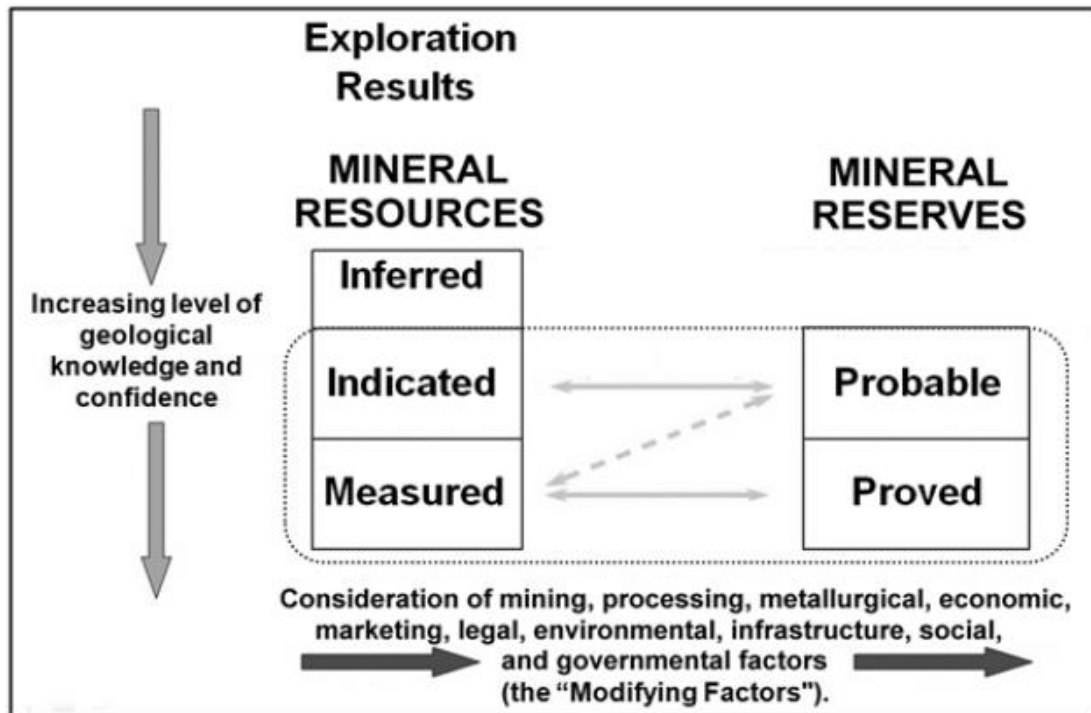 Exploration
Results
MINERAL
RESOURCES
MINERAL
RESERVES
Inferred
Increasing level of
geological
knowledge and
confidence
Indicated
Probable
Measured
Proved
Consideration of mining, processing, metallurgical, economic,
marketing, legal, environmental, infrastructure, social,
and governmental factors
(the “Modifying Factors").